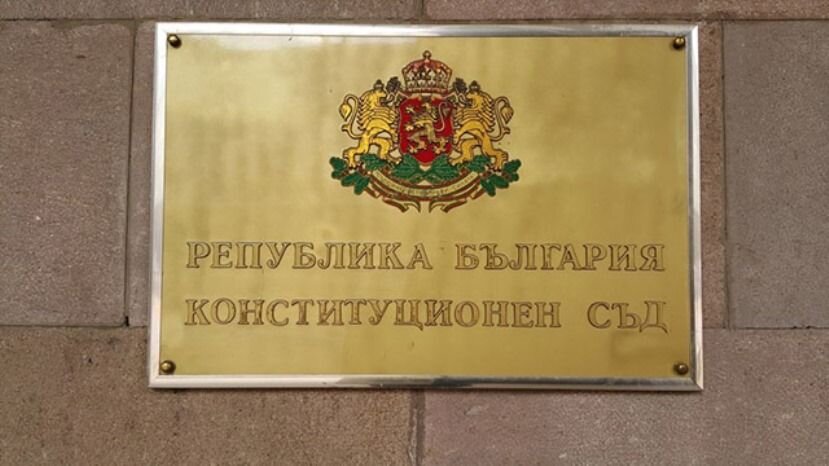 РЕПУБЛИКА БЪЛГАРИЯ
КОНСТИТУЦИОНЕН СЪД